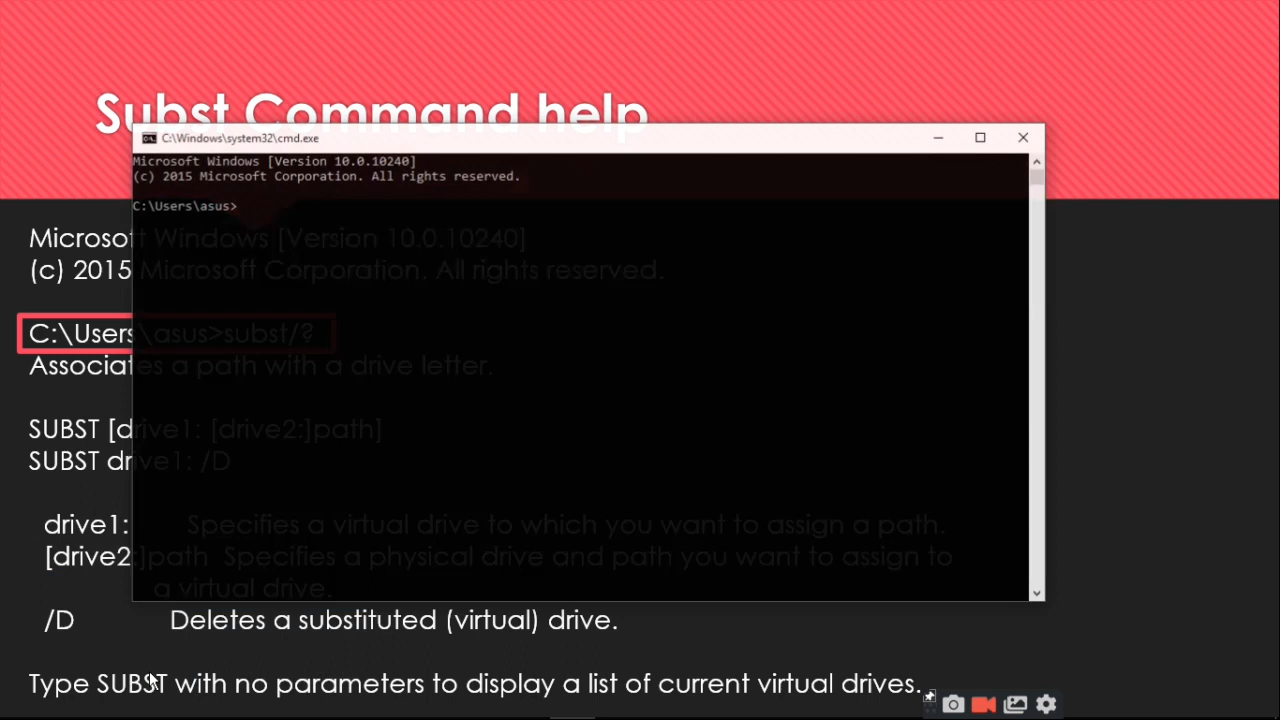 Subst Command help
C:\Windows\system32\cmd.exe
Microsoft Windows [Version 10.0.10240]
(c) 2015 Microsoft Corporation. All rights reserved.
C:\Users\asus>
Microsoft Windows [Version 10.0.10240]
(c) 2015 Microsoft Corporation. All rights reserved.
C:\Users\asus>subst/?
Associates a path with a drive letter.
SUBST [drive1: [drive2:]path]
SUBST drive1: /D
drive1: Specifies a virtual drive to which you want to assign a path.
[drive2:]path Specifies a physical drive and path you want to assign to
a virtual drive.
/D Deletes a substituted (virtual) drive.
Type SUBST with no parameters to display a list of current virtual drives.